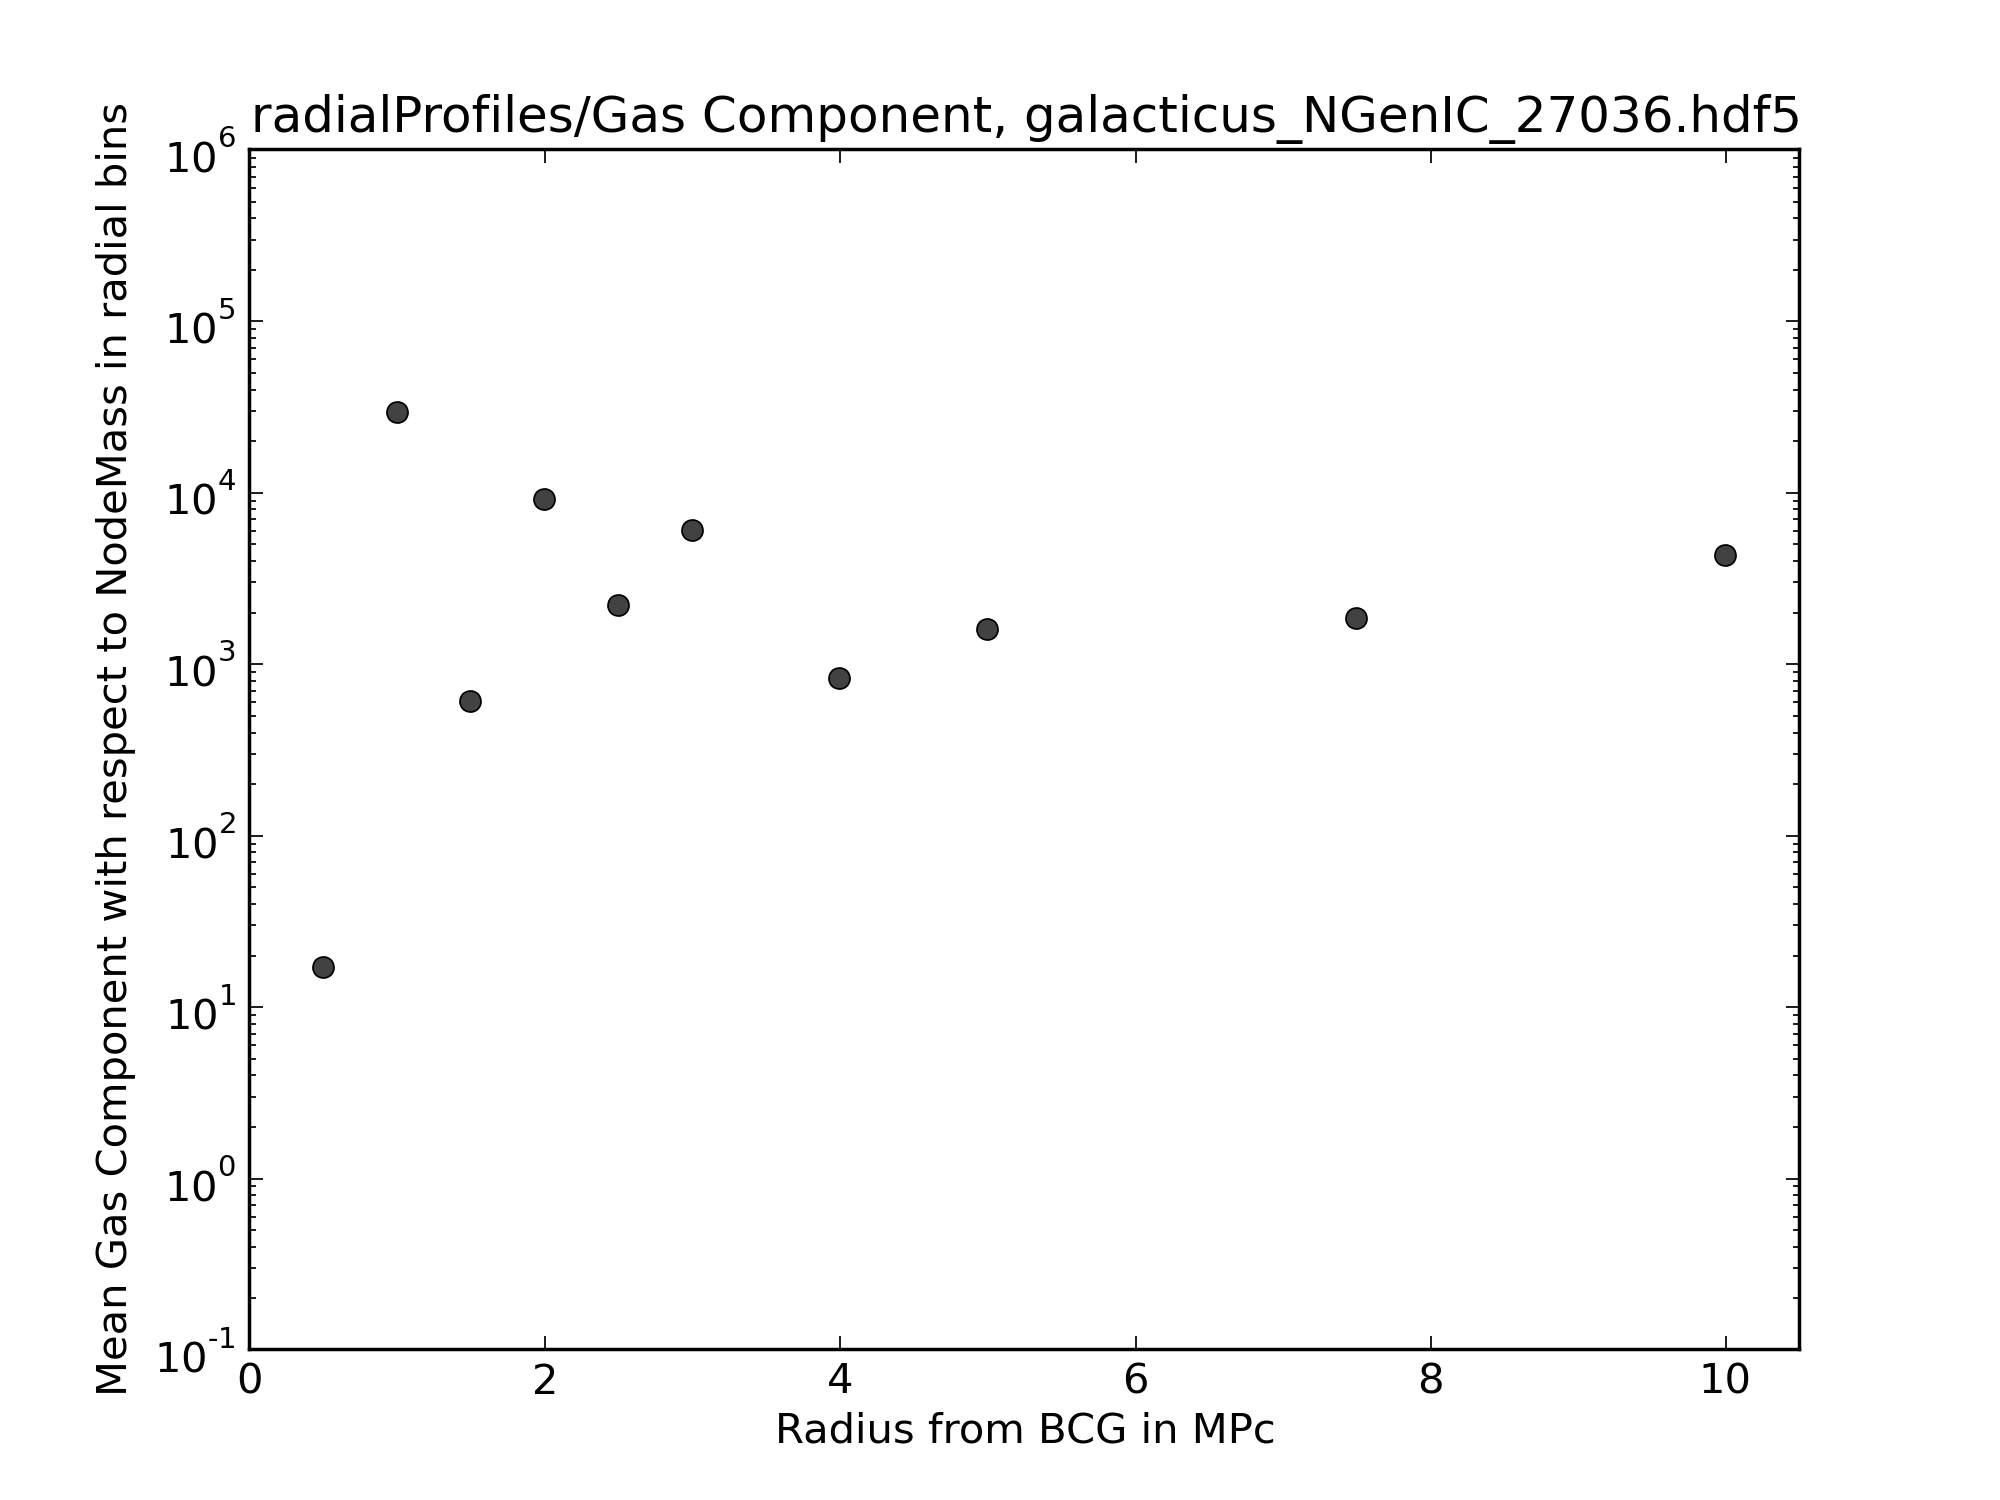 radialProfiles/Gas Component, galacticus_NGenIC_27036.hdf5
Mean Gas Component with respect to NodeMass in radial bins
10^6
10^5
10^4
10^3
10^2
10^1
10^0
10^-1
0 2 4 6 8 10
Radius from BCG in MPc